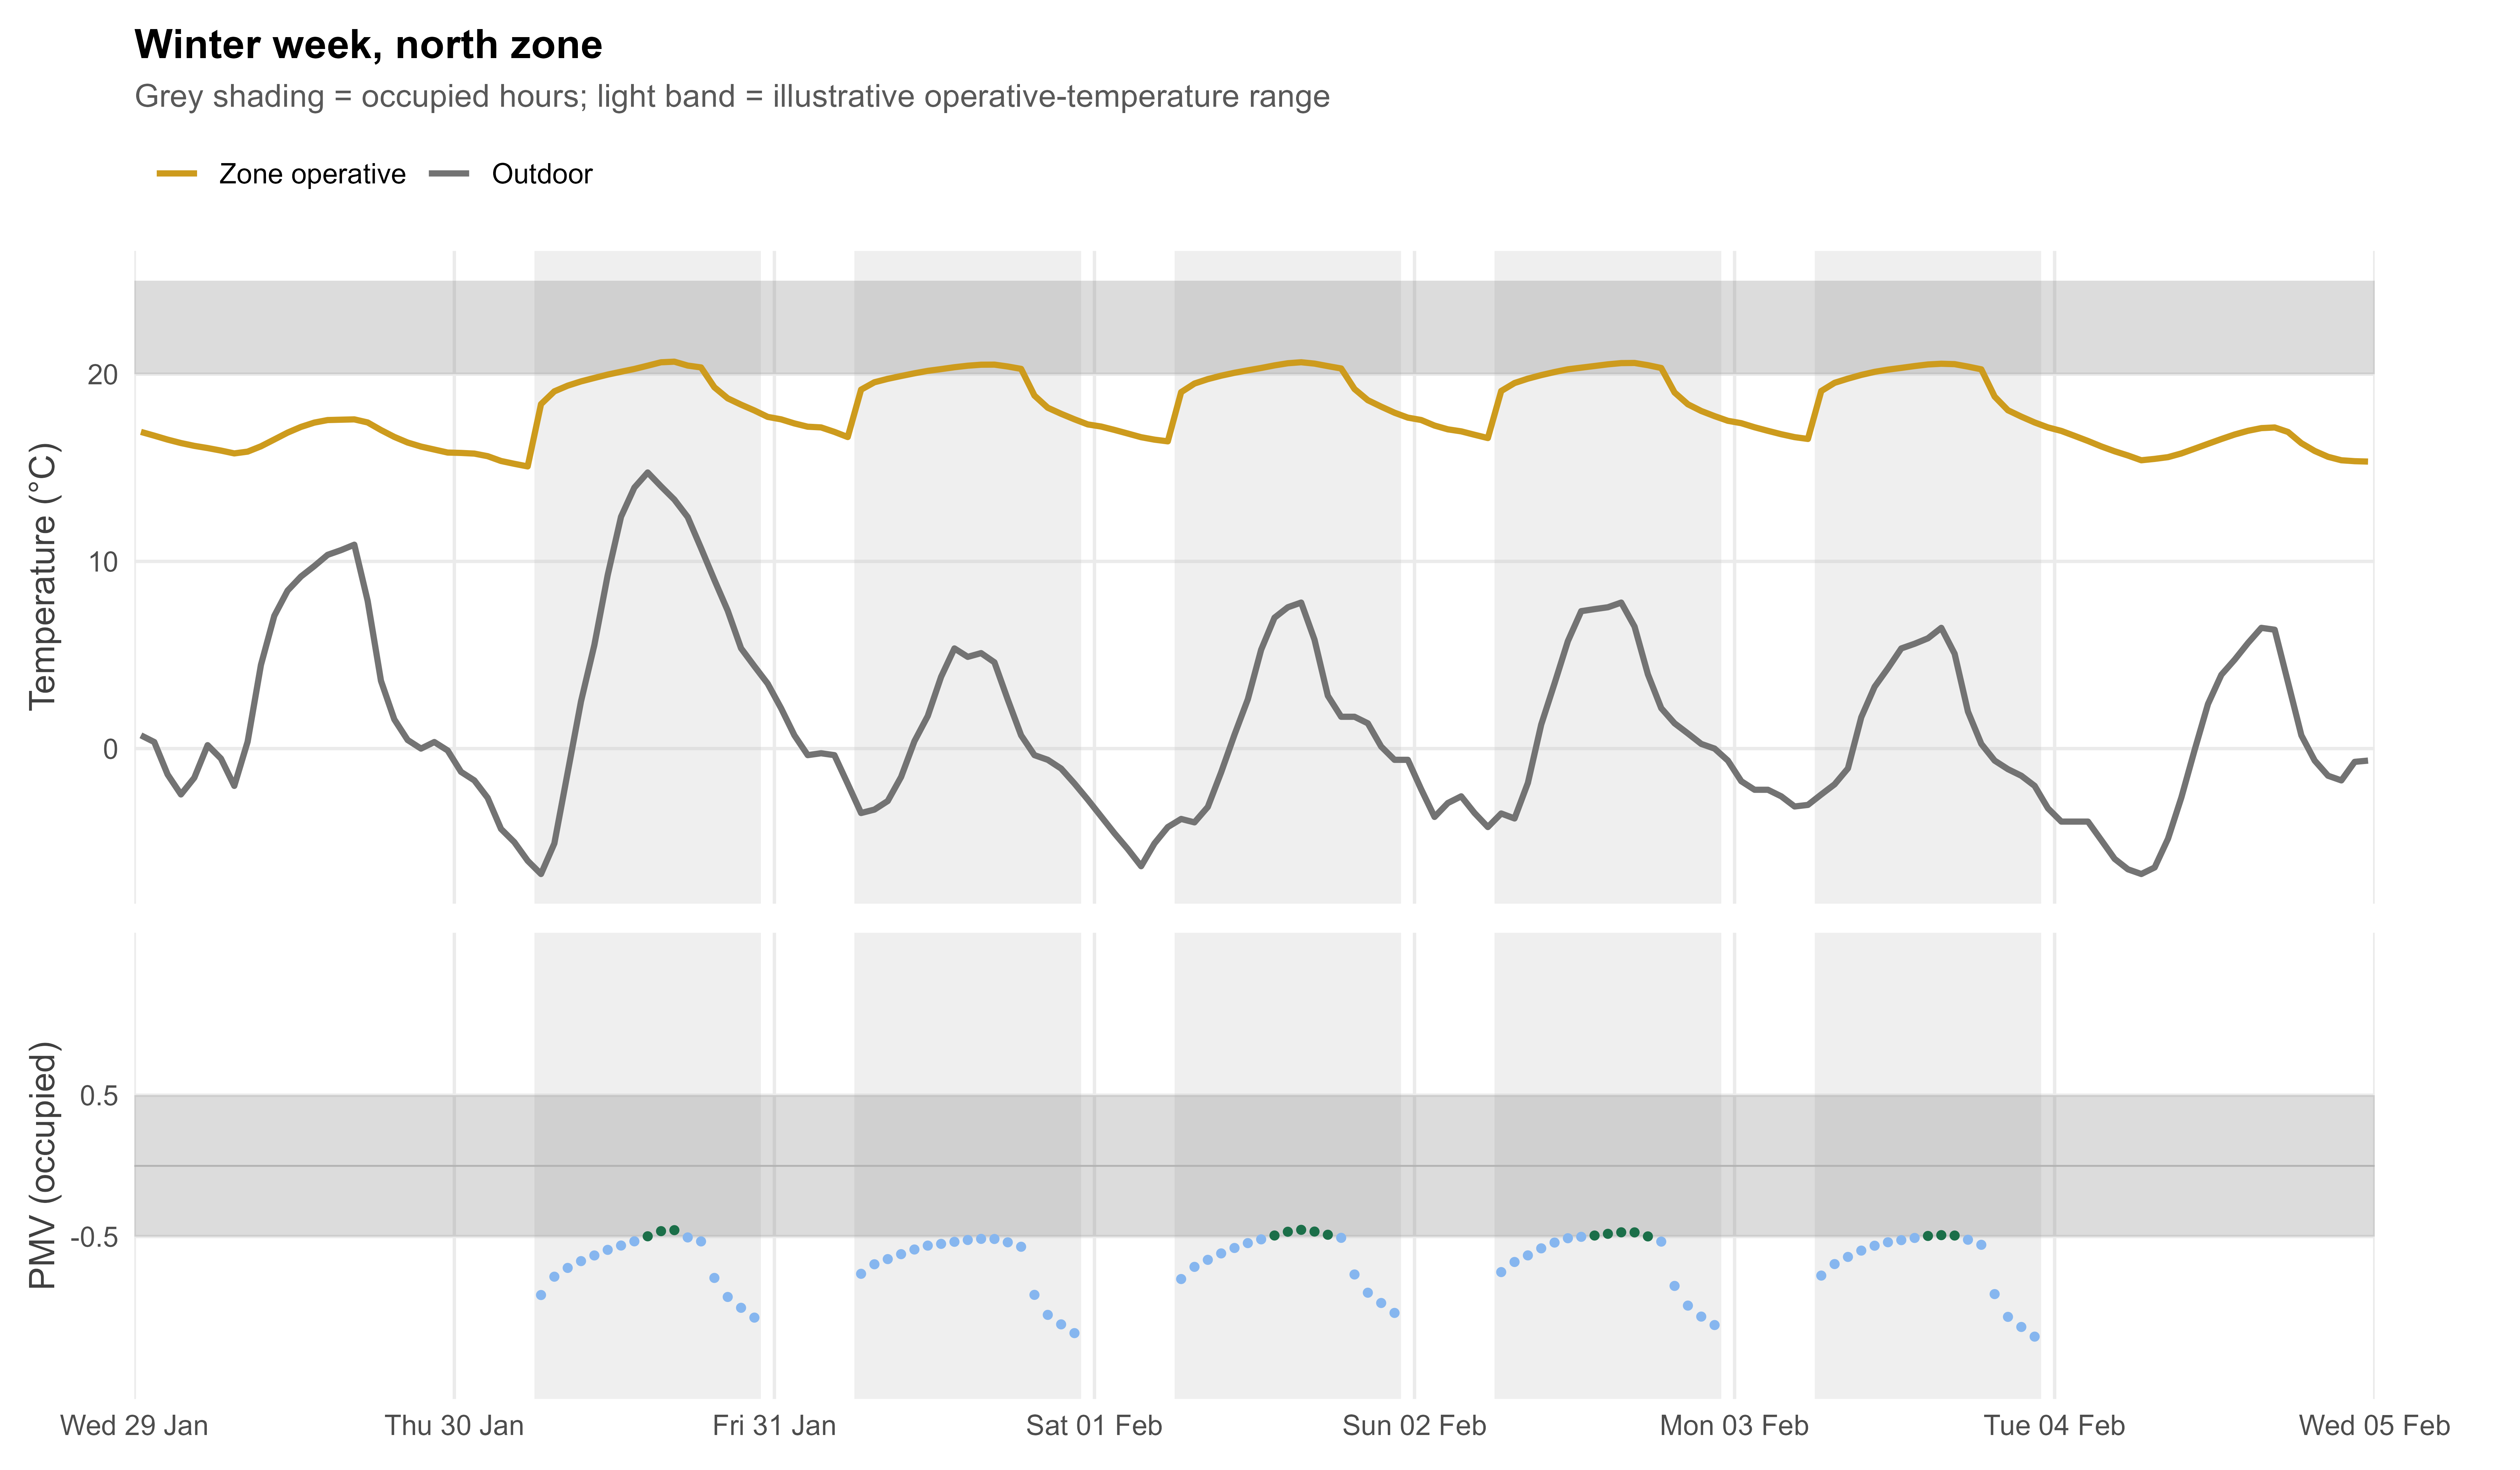 Winter week, north zone
Grey shading = occupied hours; light band = illustrative operative-temperature range
Zone operative
Outdoor
Temperature (°C)
20
10
0
PMV (occupied)
0.5
-0.5
Wed 29 Jan
Thu 30 Jan
Fri 31 Jan
Sat 01 Feb
Sun 02 Feb
Mon 03 Feb
Tue 04 Feb
Wed 05 Feb